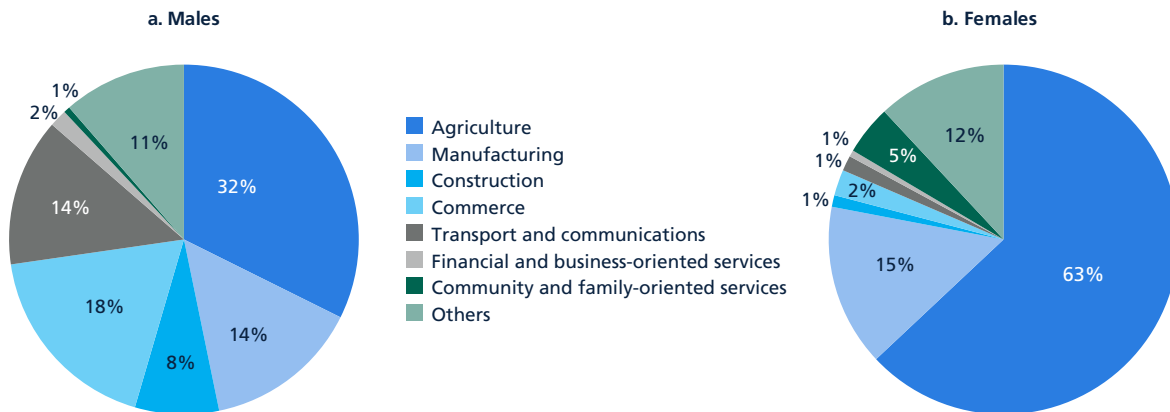 a. Males
1%
2%
11%
32%
14%
18%
14%
8%
Agriculture
Manufacturing
Construction
Commerce
Transport and communications
Financial and business-oriented services
Community and family-oriented services
Others
b. Females
1%
1%
5%
12%
2%
1%
15%
63%